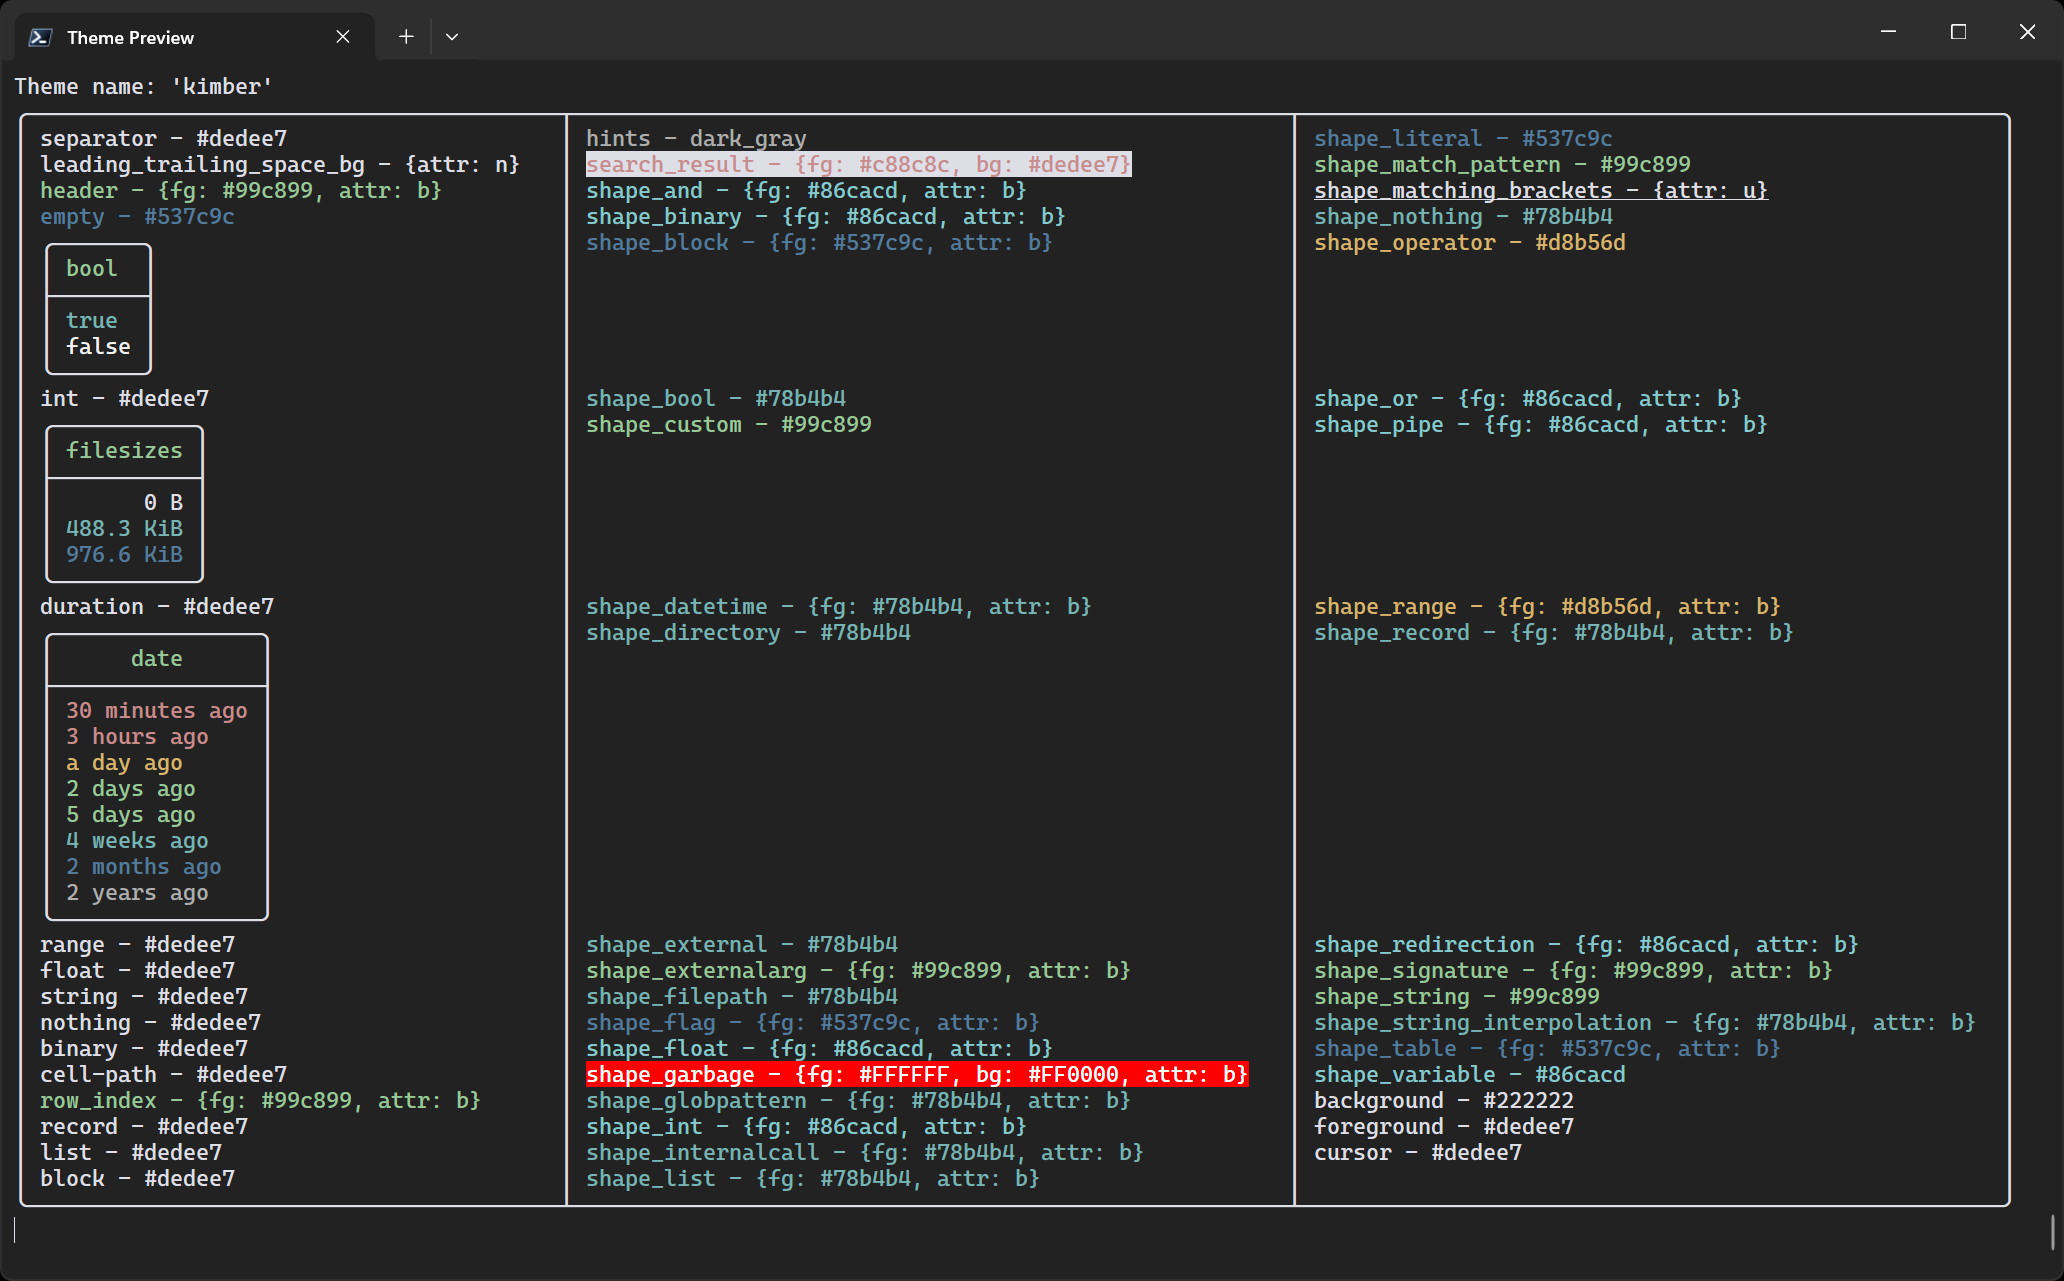 Theme Preview
Theme name: 'kimber'
separator - #dedee7
leading_trailing_space_bg - {attr: n}
header - {fg: #99c899, attr: b}
empty - #537c9c
bool
true
false
int - #dedee7
filesizes
0 B
488.3 KiB
976.6 KiB
duration - #dedee7
date
30 minutes ago
3 hours ago
a day ago
2 days ago
5 days ago
4 weeks ago
2 months ago
2 years ago
range - #dedee7
float - #dedee7
string - #dedee7
nothing - #dedee7
binary - #dedee7
cell-path - #dedee7
row_index - {fg: #99c899, attr: b}
record - #dedee7
list - #dedee7
block - #dedee7
hints - dark_gray
search_result - {fg: #c88c8c, bg: #dedee7}
shape_and - {fg: #86cacd, attr: b}
shape_binary - {fg: #86cacd, attr: b}
shape_block - {fg: #537c9c, attr: b}
shape_bool - #78b4b4
shape_custom - #99c899
shape_datetime - {fg: #78b4b4, attr: b}
shape_directory - #78b4b4
shape_external - #78b4b4
shape_externalarg - {fg: #99c899, attr: b}
shape_filepath - #78b4b4
shape_flag - {fg: #537c9c, attr: b}
shape_float - {fg: #86cacd, attr: b}
shape_garbage - {fg: #FFFFFF, bg: #FF0000, attr: b}
shape_globpattern - {fg: #78b4b4, attr: b}
shape_int - {fg: #86cacd, attr: b}
shape_internalcall - {fg: #78b4b4, attr: b}
shape_list - {fg: #78b4b4, attr: b}
shape_literal - #537c9c
shape_match_pattern - #99c899
shape_matching_brackets - {attr: u}
shape_nothing - #78b4b4
shape_operator - #d8b56d
shape_or - {fg: #86cacd, attr: b}
shape_pipe - {fg: #86cacd, attr: b}
shape_range - {fg: #d8b56d, attr: b}
shape_record - {fg: #78b4b4, attr: b}
shape_redirection - {fg: #86cacd, attr: b}
shape_signature - {fg: #99c899, attr: b}
shape_string - #99c899
shape_string_interpolation - {fg: #78b4b4, attr: b}
shape_table - {fg: #537c9c, attr: b}
shape_variable - #86cacd
background - #222222
foreground - #dedee7
cursor - #dedee7